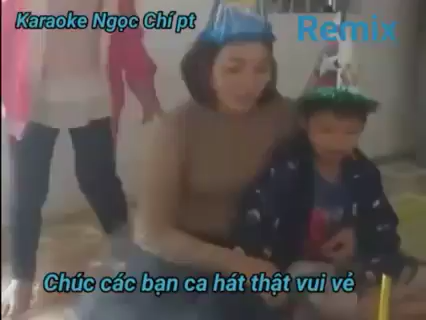 Karaoke Ngọc Chí pt
Remix
Chúc các bạn ca hát thật vui vẻ